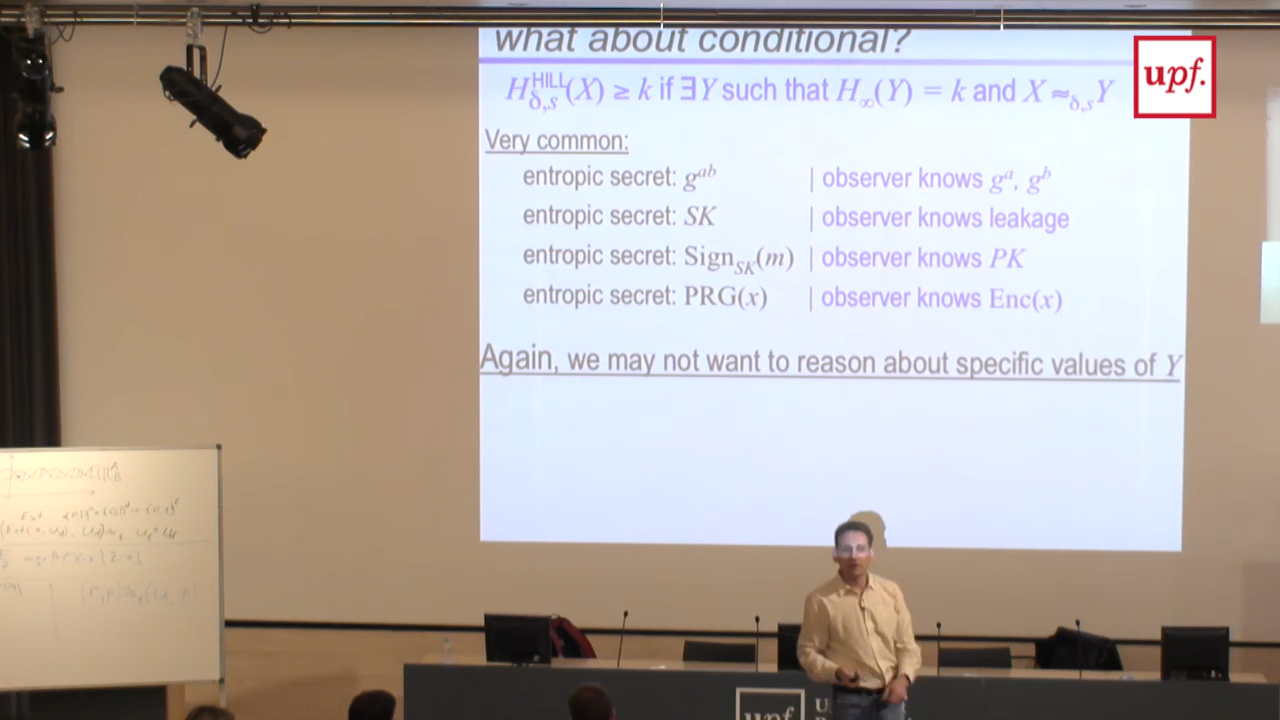 what about conditional?
upf.
H^HILL_δ,s(X) ≥ k if ∃Y such that H_∞(Y) = k and X ≈_δ,s Y
Very common:
entropic secret: g^ab | observer knows g^a, g^b
entropic secret: SK | observer knows leakage
entropic secret: Sign_SK(m) | observer knows PK
entropic secret: PRG(x) | observer knows Enc(x)
Again, we may not want to reason about specific values of Y
Ext
upf